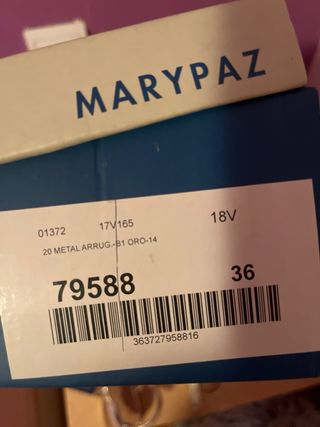 MARYPAZ
01372 17V165 18V
20 METAL ARRUG.-B1 ORO-14
79588 36
363727958816